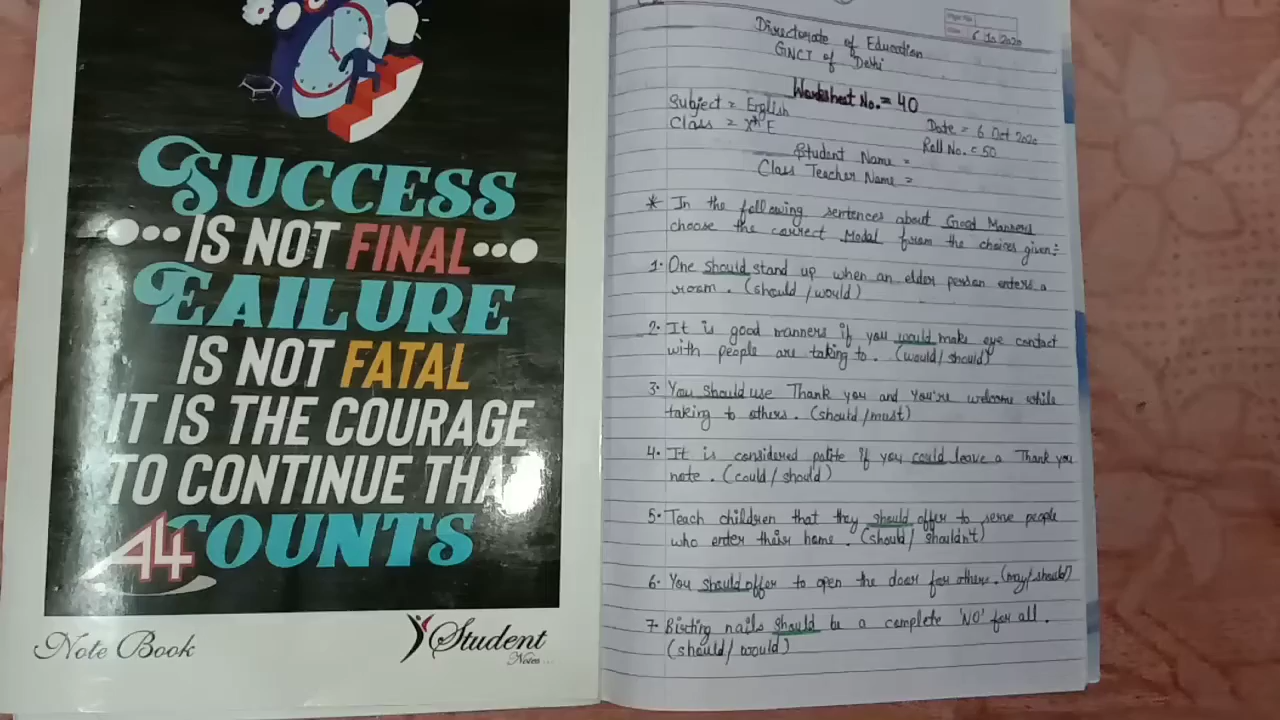 SUCCESS
IS NOT FINAL
FAILURE
IS NOT FATAL
IT IS THE COURAGE
TO CONTINUE THA
COUNTS
A4
Note Book
Student
Notes...
6 10 2020
Directorate of Education
GNCT of Delhi
Worksheet No. = 40
Subject = English
Class = Xth E
Date = 6 Oct 2020
Roll No. = 50
Student Name =
Class Teacher Name =
* In the following sentences about Good Manners
choose the correct Modal from the choices given:-
1. One should stand up when an elder person enters a
room. (should / would)
2. It is good manners if you would make eye contact
with people are taking to. (would / should)
3. You should use Thank you and You're welcome while
taking to others. (should / must)
4. It is considered polite if you could leave a Thank you
note. (could / should)
5. Teach children that they should offer to serve people
who enter their home. (should / shouldn't)
6. You should offer to open the door for others. (may / should)
7. Biting nails should be a complete 'NO' for all.
(should / would)